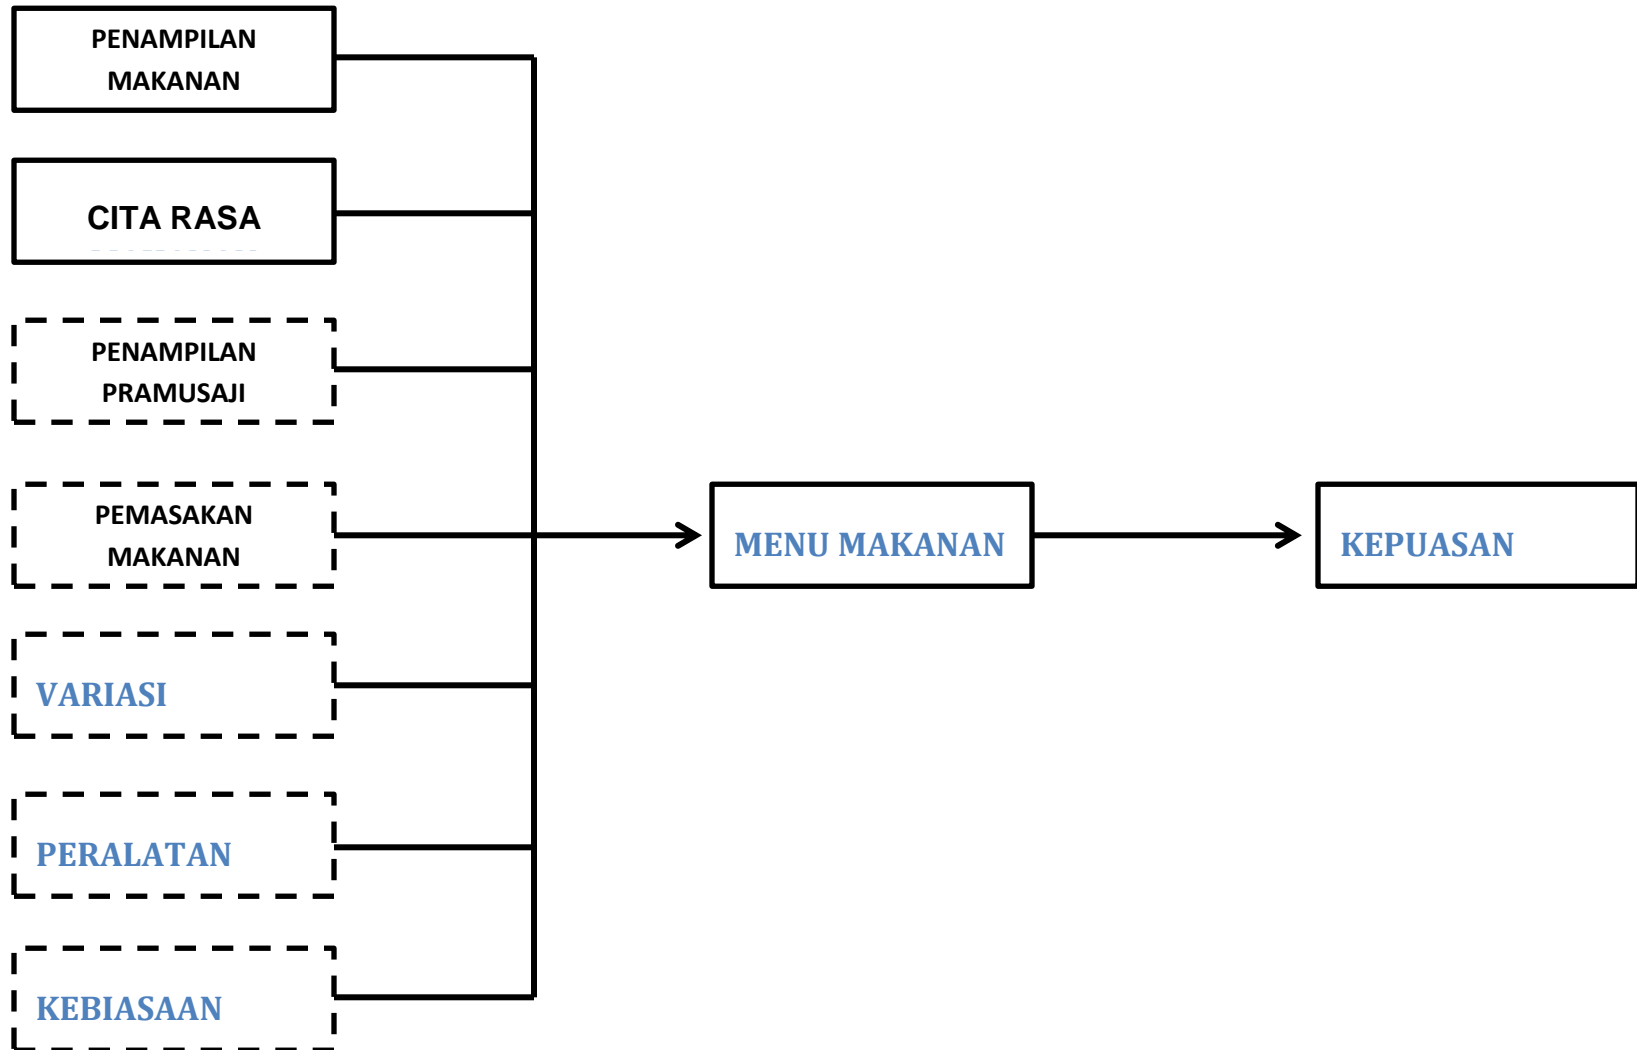 PENAMPILAN
MAKANAN
CITA RASA
PENAMPILAN
PRAMUSAJI
PEMASAKAN
MAKANAN
MENU MAKANAN
KEPUASAN
VARIASI
PERALATAN
KEBIASAAN